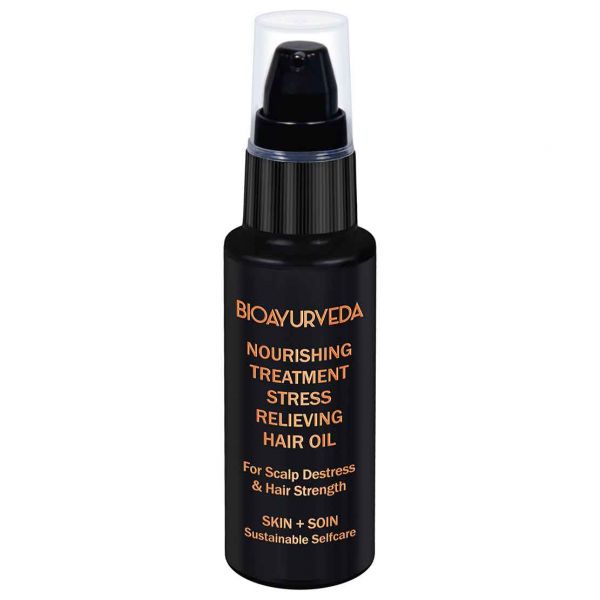 BIOAYURVEDA
NOURISHING
TREATMENT
STRESS
RELIEVING
HAIR OIL
For Scalp Destress
& Hair Strength
SKIN + SOIN
Sustainable Selfcare